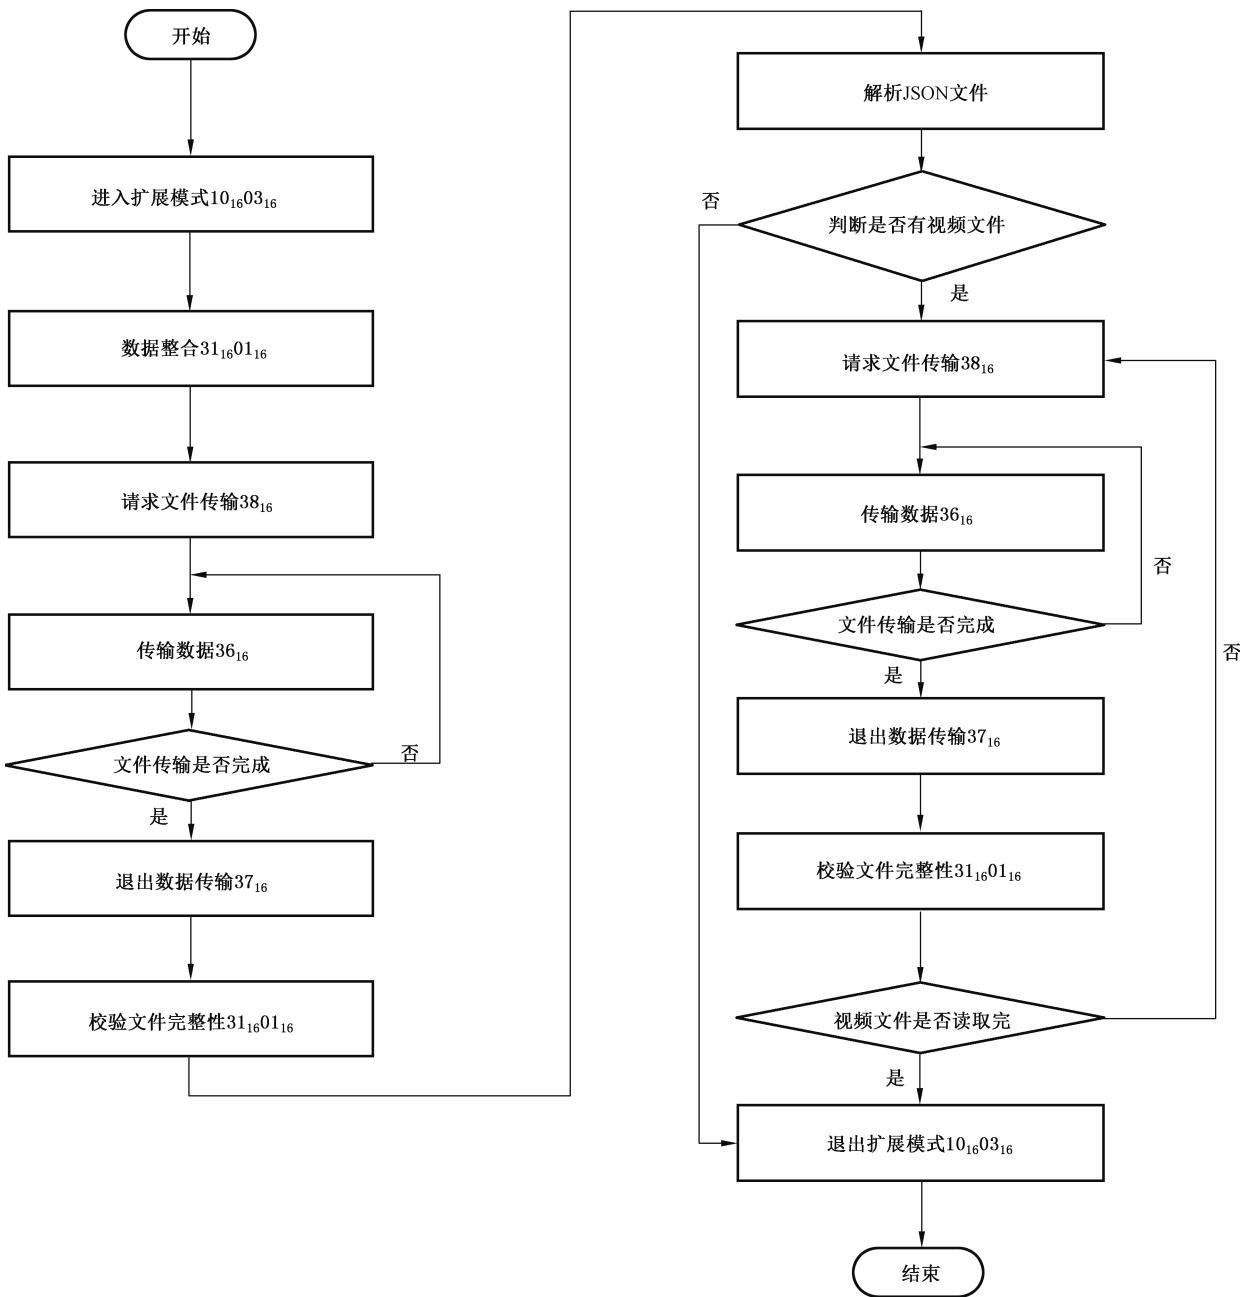 开始
进入扩展模式10₁₆03₁₆
数据整合31₁₆01₁₆
请求文件传输38₁₆
传输数据36₁₆
文件传输是否完成
否
是
退出数据传输37₁₆
校验文件完整性31₁₆01₁₆
解析JSON文件
否
判断是否有视频文件
是
请求文件传输38₁₆
传输数据36₁₆
否
文件传输是否完成
否
是
退出数据传输37₁₆
校验文件完整性31₁₆01₁₆
视频文件是否读取完
是
退出扩展模式10₁₆03₁₆
结束